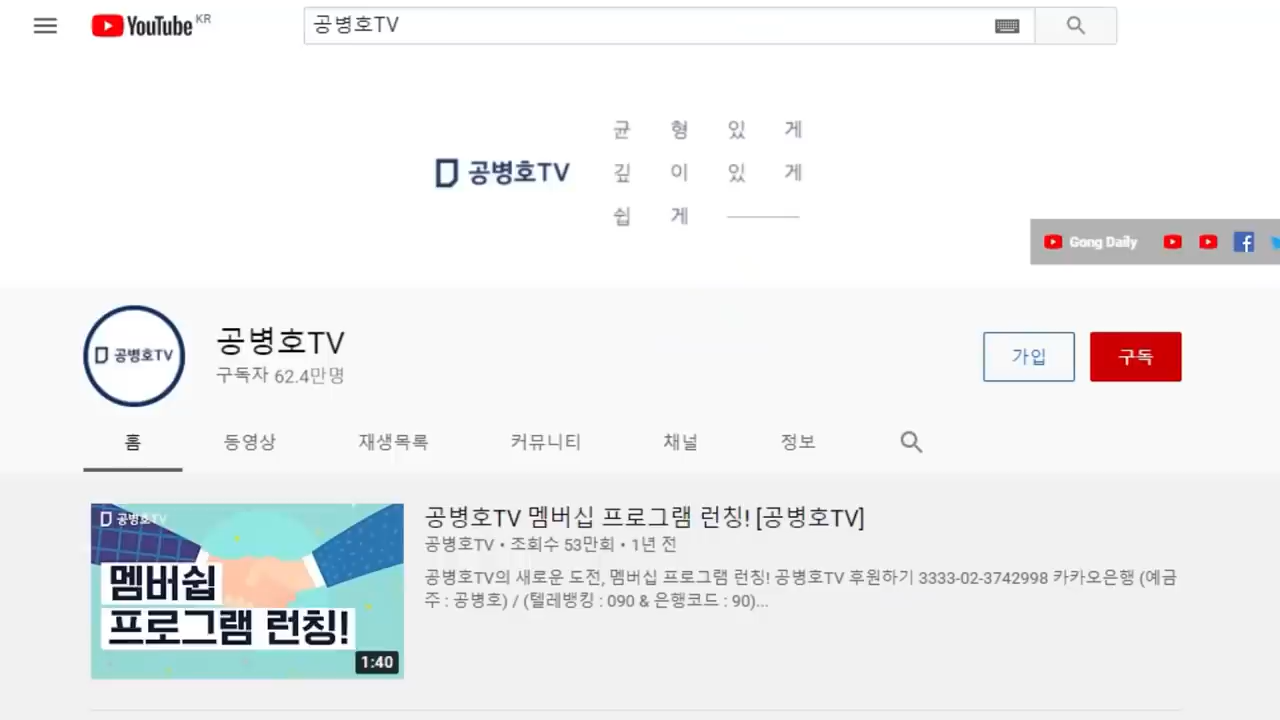 YouTube KR
공병호TV
균 형 있 게
공병호TV
깊 이 있 게
쉽 게
Gong Daily
공병호TV
공병호TV
구독자 62.4만명
가입
구독
홈
동영상
재생목록
커뮤니티
채널
정보
공병호TV
멤버쉽
프로그램 런칭!
1:40
공병호TV 멤버십 프로그램 런칭! [공병호TV]
공병호TV • 조회수 53만회 • 1년 전
공병호TV의 새로운 도전, 멤버십 프로그램 런칭! 공병호TV 후원하기 3333-02-3742998 카카오은행 (예금
주 : 공병호) / (텔레뱅킹 : 090 & 은행코드 : 90)...